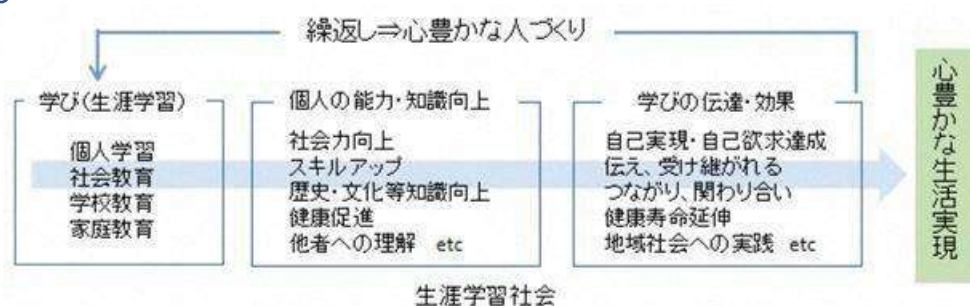 繰返し⇒心豊かな人づくり
学び(生涯学習)
個人学習
社会教育
学校教育
家庭教育
個人の能力・知識向上
社会力向上
スキルアップ
歴史・文化等知識向上
健康促進
他者への理解 etc
学びの伝達・効果
自己実現・自己欲求達成
伝え、受け継がれる
つながり、関わり合い
健康寿命延伸
地域社会への実践 etc
心豊かな生活実現
生涯学習社会